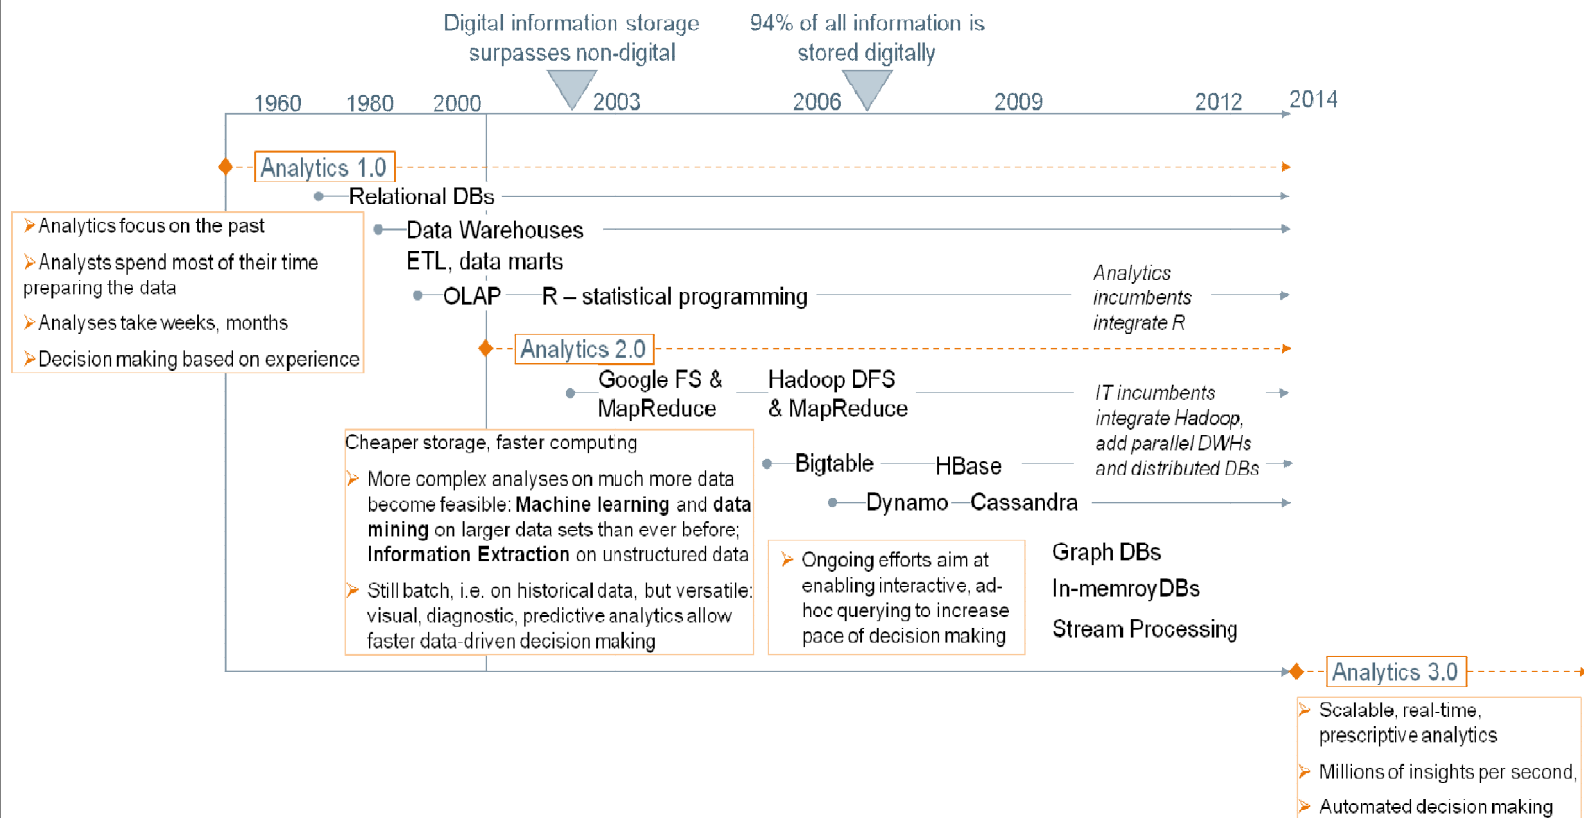 Digital information storage
surpasses non-digital
94% of all information is
stored digitally
1960
1980
2000
2003
2006
2009
2012
2014
Analytics 1.0
Relational DBs
➢Analytics focus on the past
➢Analysts spend most of their time
preparing the data
➢Analyses take weeks, months
➢Decision making based on experience
Data Warehouses
ETL, data marts
OLAP
R – statistical programming
Analytics
incumbents
integrate R
Analytics 2.0
Google FS &
MapReduce
Hadoop DFS
& MapReduce
IT incumbents
integrate Hadoop,
add parallel DWHs
and distributed DBs
Cheaper storage, faster computing
➢ More complex analyses on much more data
become feasible: Machine learning and data
mining on larger data sets than ever before;
Information Extraction on unstructured data
➢ Still batch, i.e. on historical data, but versatile:
visual, diagnostic, predictive analytics allow
faster data-driven decision making
Bigtable
HBase
Dynamo
Cassandra
➢ Ongoing efforts aim at
enabling interactive, ad-
hoc querying to increase
pace of decision making
Graph DBs
In-memroyDBs
Stream Processing
Analytics 3.0
➢ Scalable, real-time,
prescriptive analytics
➢ Millions of insights per second,
➢ Automated decision making